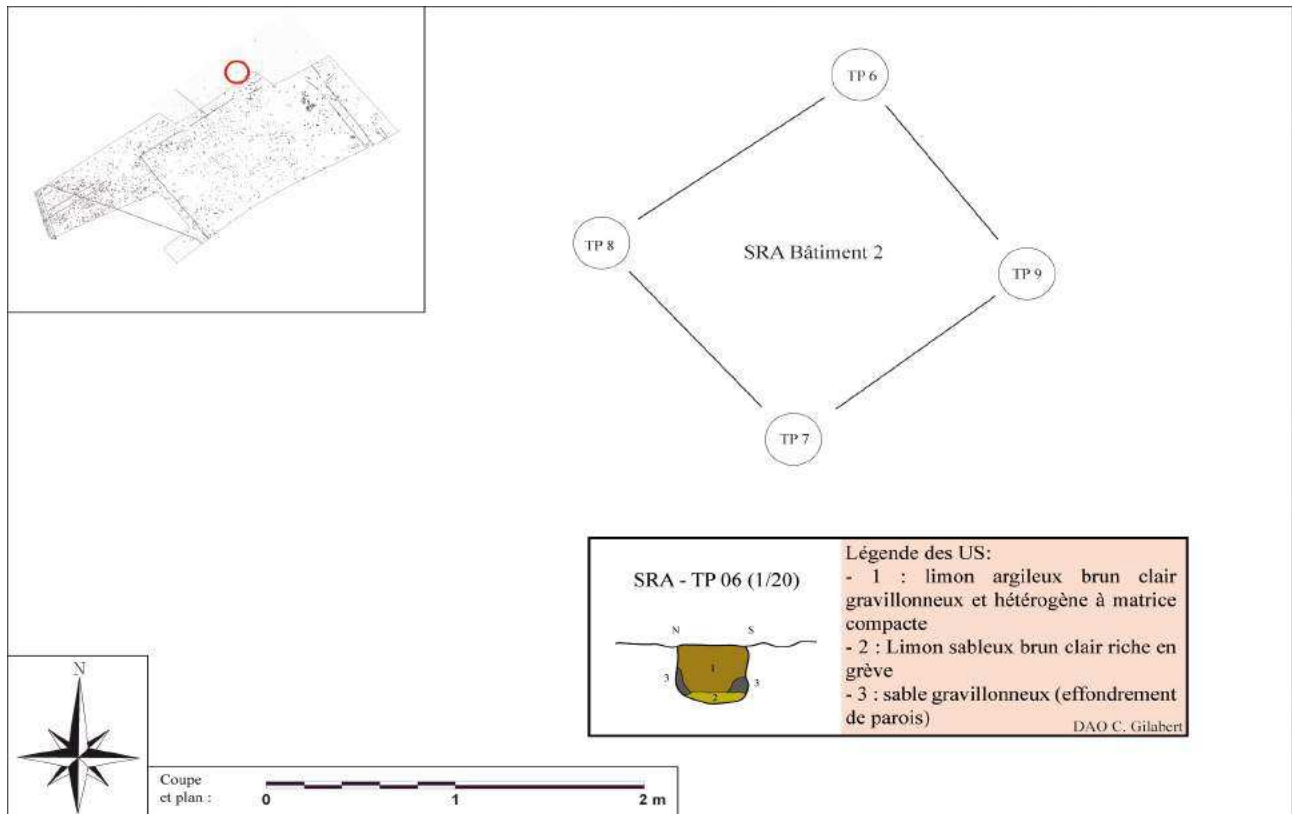 TP 6
TP 8
SRA Bâtiment 2
TP 9
TP 7
SRA - TP 06 (1/20)
N
S
1
3
3
2
Légende des US:
- 1 : limon argileux brun clair
gravillonneux et hétérogène à matrice
compacte
- 2 : Limon sableux brun clair riche en
grève
- 3 : sable gravillonneux (effondrement
de parois)
DAO C. Gilabert
N
Coupe
et plan :
0
1
2 m